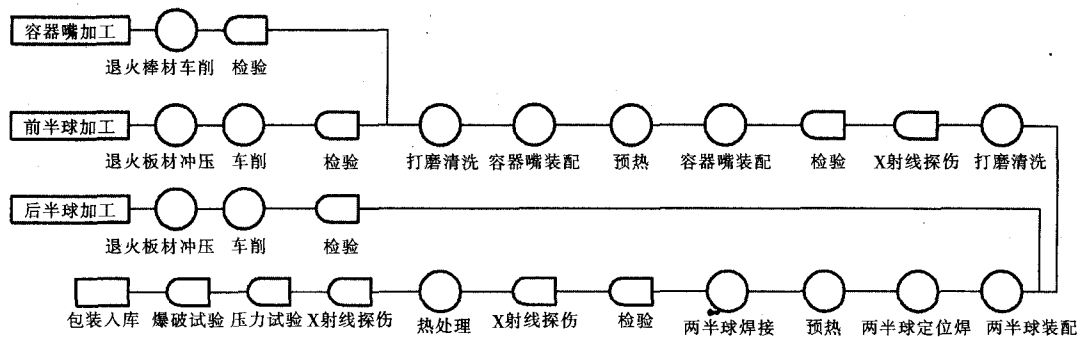 容器嘴加工
退火棒材车削 检验
前半球加工
退火板材冲压 车削 检验 打磨清洗 容器嘴装配 预热 容器嘴装配 检验 X射线探伤 打磨清洗
后半球加工
退火板材冲压 车削 检验
包装入库 爆破试验 压力试验 X射线探伤 热处理 X射线探伤 检验 两半球焊接 预热 两半球定位焊 两半球装配